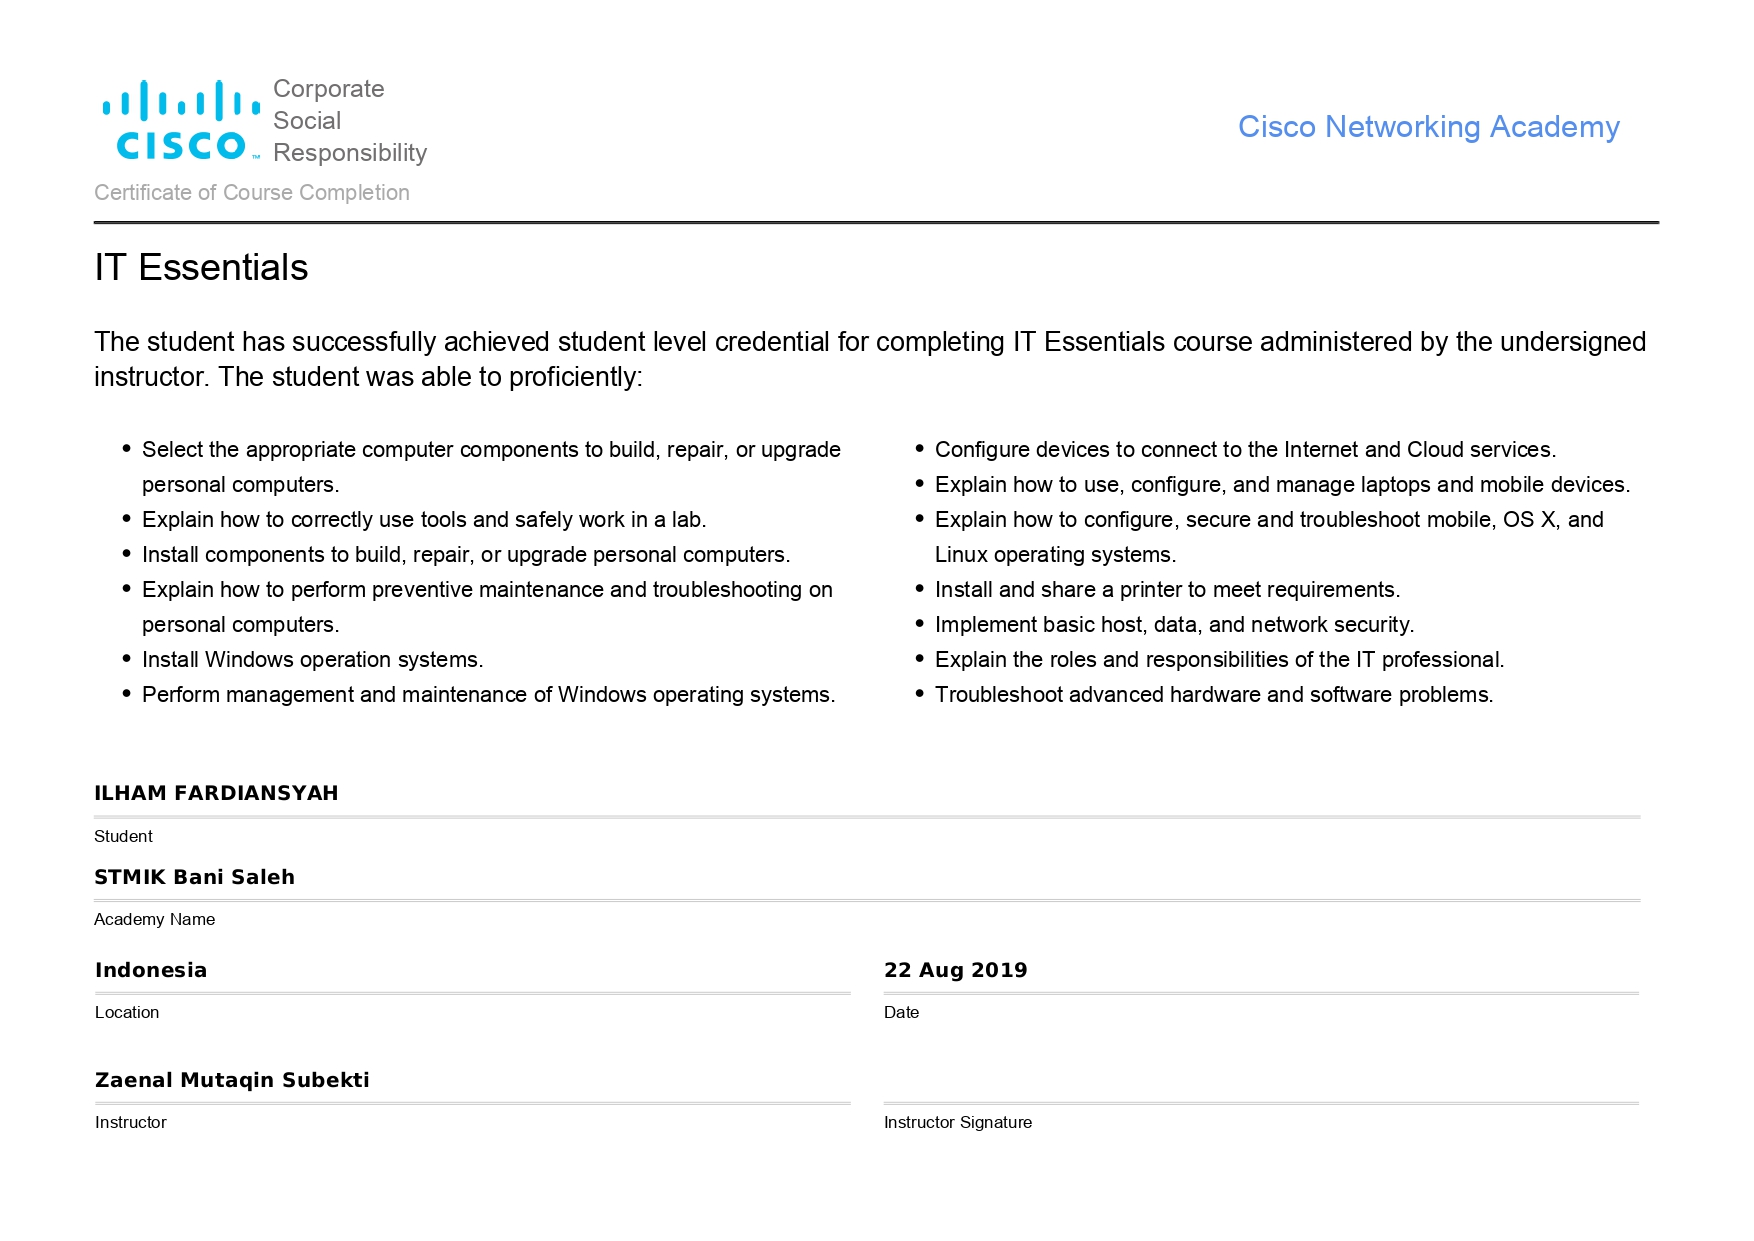 Corporate
Social
Responsibility
CISCO™
Cisco Networking Academy
Certificate of Course Completion
IT Essentials
The student has successfully achieved student level credential for completing IT Essentials course administered by the undersigned
instructor. The student was able to proficiently:
• Select the appropriate computer components to build, repair, or upgrade
personal computers.
• Explain how to correctly use tools and safely work in a lab.
• Install components to build, repair, or upgrade personal computers.
• Explain how to perform preventive maintenance and troubleshooting on
personal computers.
• Install Windows operation systems.
• Perform management and maintenance of Windows operating systems.
• Configure devices to connect to the Internet and Cloud services.
• Explain how to use, configure, and manage laptops and mobile devices.
• Explain how to configure, secure and troubleshoot mobile, OS X, and
Linux operating systems.
• Install and share a printer to meet requirements.
• Implement basic host, data, and network security.
• Explain the roles and responsibilities of the IT professional.
• Troubleshoot advanced hardware and software problems.
ILHAM FARDIANSYAH
Student
STMIK Bani Saleh
Academy Name
Indonesia
Location
22 Aug 2019
Date
Zaenal Mutaqin Subekti
Instructor
Instructor Signature